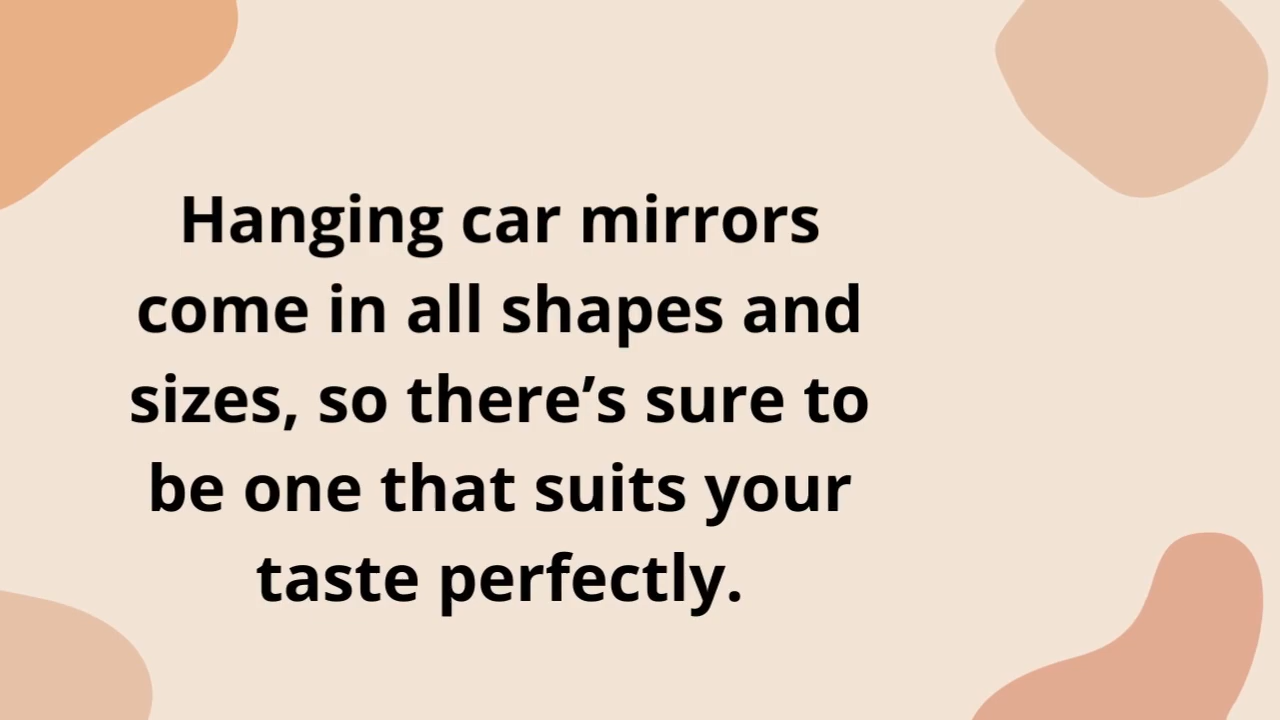 Hanging car mirrors
come in all shapes and
sizes, so there’s sure to
be one that suits your
taste perfectly.